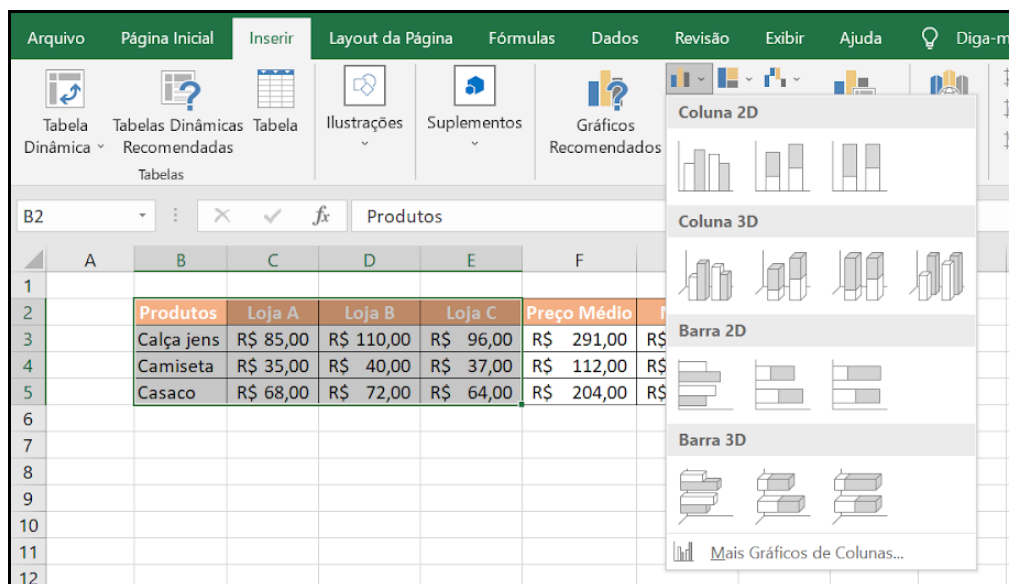 Arquivo Página Inicial Inserir Layout da Página Fórmulas Dados Revisão Exibir Ajuda Diga-m
Tabela Dinâmica
Tabelas Dinâmicas Recomendadas
Tabela
Ilustrações
Suplementos
Gráficos Recomendados
Tabelas
Coluna 2D
Coluna 3D
Barra 2D
Barra 3D
Mais Gráficos de Colunas...
B2 fx Produtos
A B C D E F
1
2 Produtos Loja A Loja B Loja C Preço Médio
3 Calça jens R$ 85,00 R$ 110,00 R$ 96,00 R$ 291,00 R$
4 Camiseta R$ 35,00 R$ 40,00 R$ 37,00 R$ 112,00 R$
5 Casaco R$ 68,00 R$ 72,00 R$ 64,00 R$ 204,00 R$
6
7
8
9
10
11
12